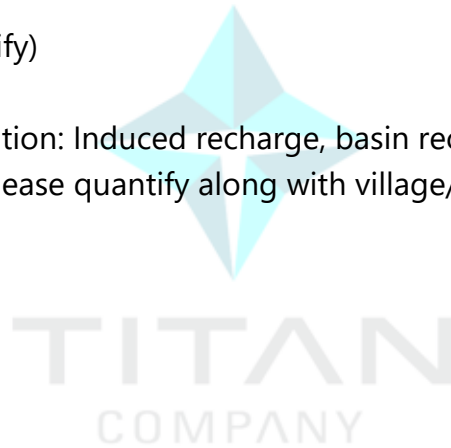 ify)
tion: Induced recharge, basin rec
ease quantify along with village/
TITAN
COMPANY